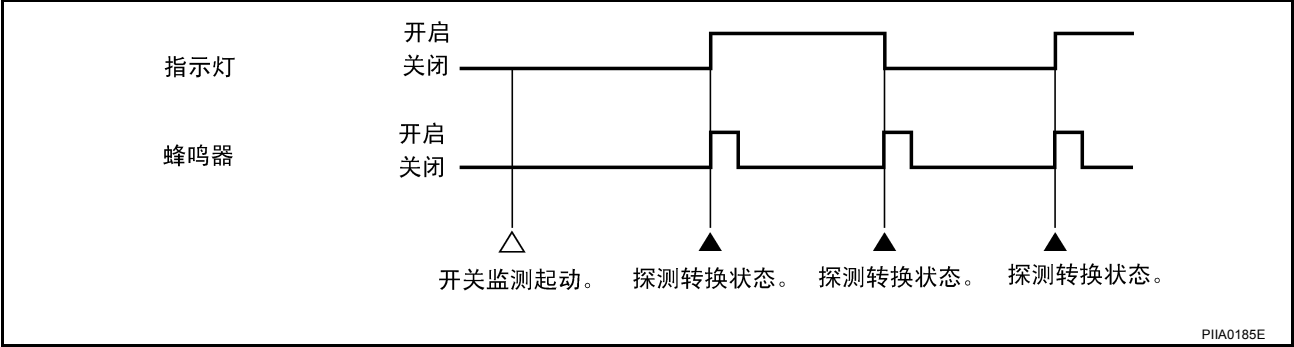 开启
指示灯
关闭
开启
蜂鸣器
关闭
开关监测起动。
探测转换状态。
探测转换状态。
探测转换状态。
PIIA0185E